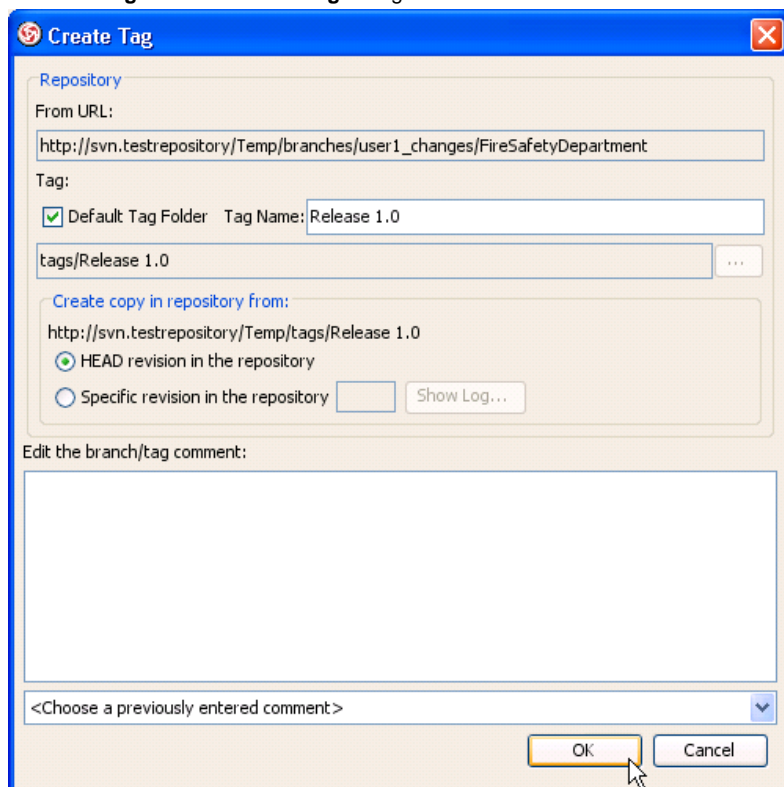 Create Tag
Repository
From URL:
http://svn.testrepository/Temp/branches/user1_changes/FireSafetyDepartment
Tag:
Default Tag Folder Tag Name: Release 1.0
tags/Release 1.0
...
Create copy in repository from:
http://svn.testrepository/Temp/tags/Release 1.0
HEAD revision in the repository
Specific revision in the repository Show Log...
Edit the branch/tag comment:
<Choose a previously entered comment>
OK Cancel